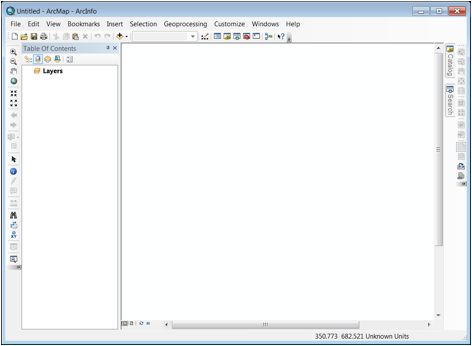 Untitled - ArcMap - ArcInfo
File Edit View Bookmarks Insert Selection Geoprocessing Customize Windows Help
Table Of Contents
Layers
Catalog
Search
350.773 682.521 Unknown Units